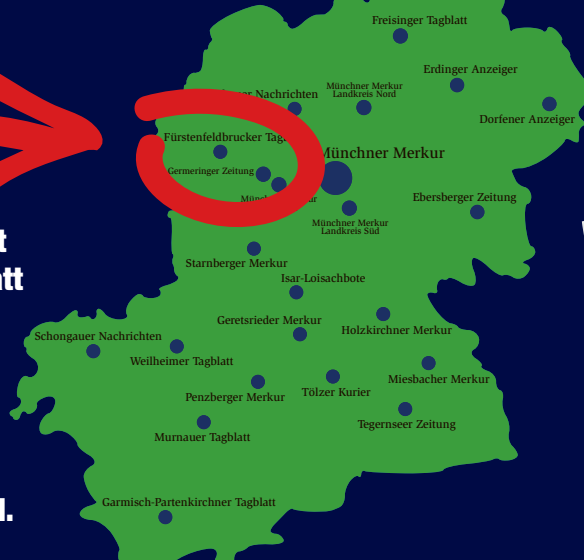 Freisinger Tagblatt
Erdinger Anzeiger
Münchner Merkur
Landkreis Nord
Nachrichten
Dorfener Anzeiger
Fürstenfeldbrucker
Münchner Merkur
Germeringer Zeitung
Ebersberger Zeitung
Münchner Merkur
Landkreis Süd
Starnberger Merkur
Isar-Loisachbote
Geretsrieder Merkur
Holzkirchner Merkur
Schongauer Nachrichten
Weilheimer Tagblatt
Miesbacher Merkur
Penzberger Merkur
Tölzer Kurier
Tegernseer Zeitung
Murnauer Tagblatt
Garmisch-Partenkirchner Tagblatt